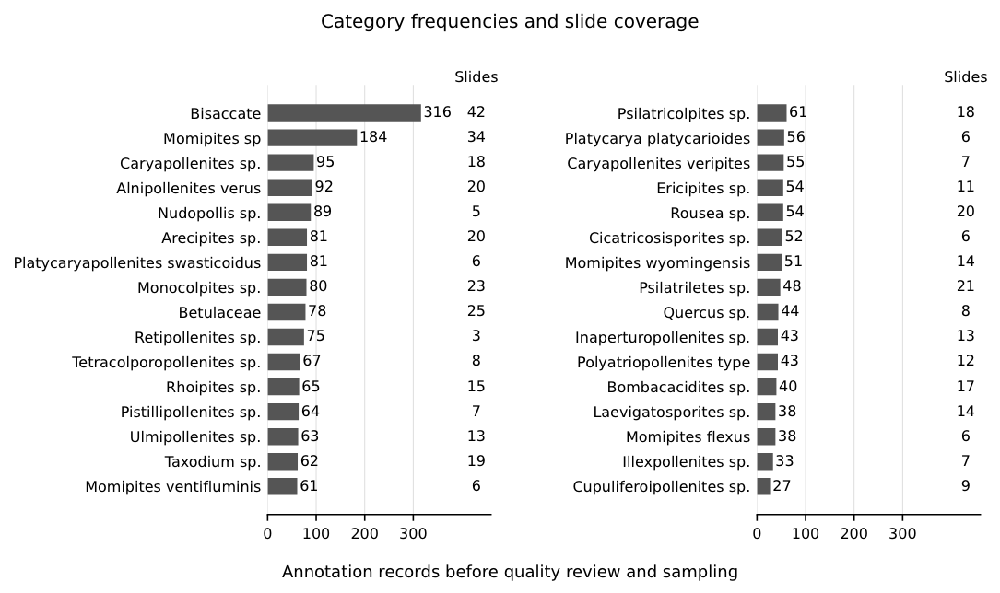 Category frequencies and slide coverage
Slides
Bisaccate 316 42
Momipites sp 184 34
Caryapollenites sp. 95 18
Alnipollenites verus 92 20
Nudopollis sp. 89 5
Arecipites sp. 81 20
Platycaryapollenites swasticoidus 81 6
Monocolpites sp. 80 23
Betulaceae 78 25
Retipollenites sp. 75 3
Tetracolporopollenites sp. 67 8
Rhoipites sp. 65 15
Pistillipollenites sp. 64 7
Ulmipollenites sp. 63 13
Taxodium sp. 62 19
Momipites ventifluminis 61 6
0 100 200 300
Slides
Psilatricolpites sp. 61 18
Platycarya platycarioides 56 6
Caryapollenites veripites 55 7
Ericipites sp. 54 11
Rousea sp. 54 20
Cicatricosisporites sp. 52 6
Momipites wyomingensis 51 14
Psilatriletes sp. 48 21
Quercus sp. 44 8
Inaperturopollenites sp. 43 13
Polyatriopollenites type 43 12
Bombacacidites sp. 40 17
Laevigatosporites sp. 38 14
Momipites flexus 38 6
Illexpollenites sp. 33 7
Cupuliferoipollenites sp. 27 9
0 100 200 300
Annotation records before quality review and sampling